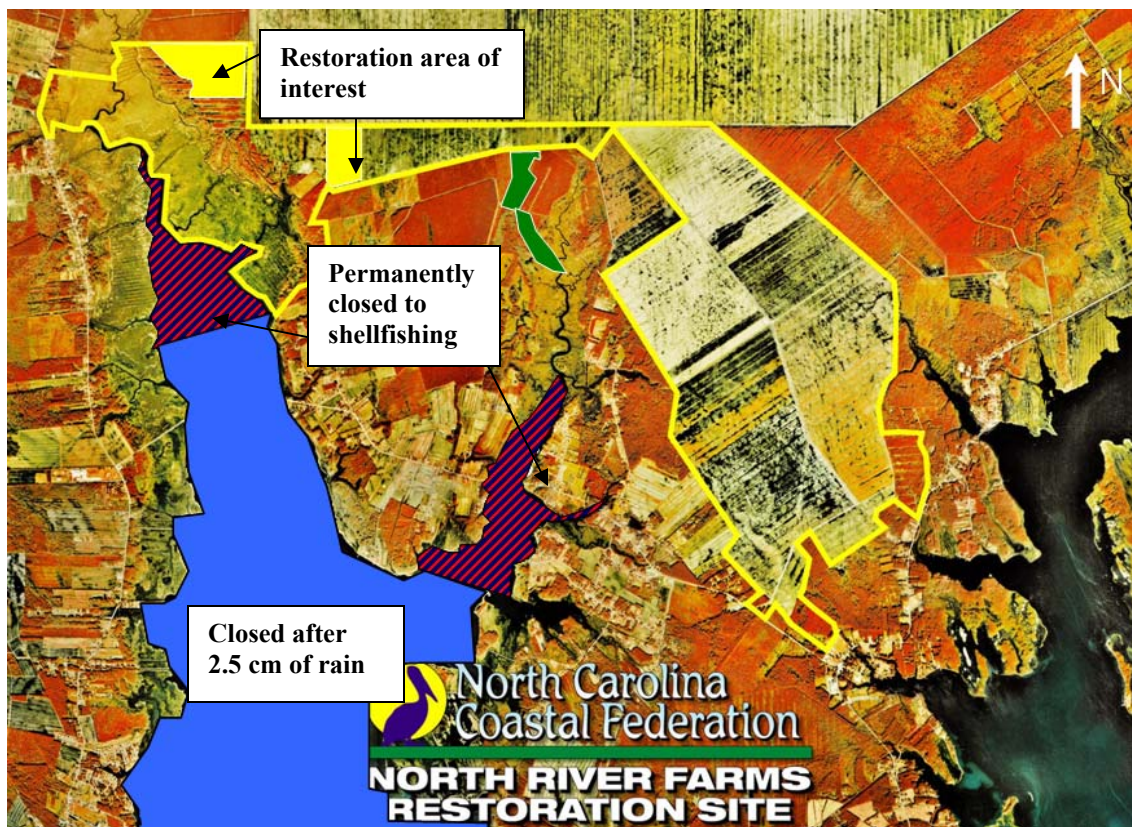 Restoration area of
interest
N
Permanently
closed to
shellfishing
Closed after
2.5 cm of rain
North Carolina
Coastal Federation
NORTH RIVER FARMS
RESTORATION SITE